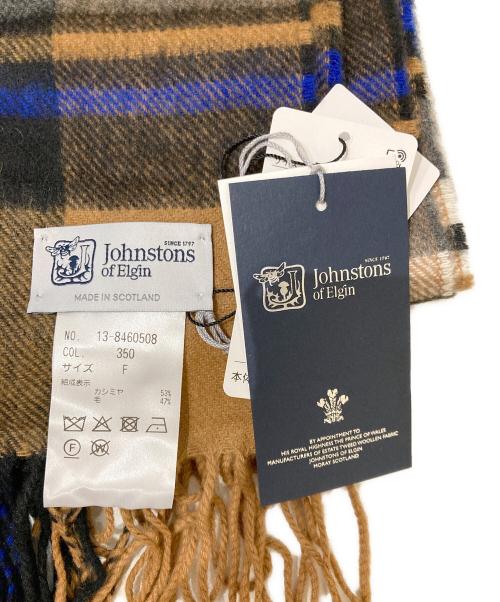 SINCE 1797
Johnstons
of Elgin
MADE IN SCOTLAND
NO. 13-8460508
COL. 350
サイズ F
組成表示
カシミヤ 53%
毛 47%
F
W
SINCE 1797
Johnstons
of Elgin
BY APPOINTMENT TO
HIS ROYAL HIGHNESS THE PRINCE OF WALES
MANUFACTURERS OF ESTATE TWEED WOOLLEN FABRIC
JOHNSTONS OF ELGIN
MORAY SCOTLAND
本体